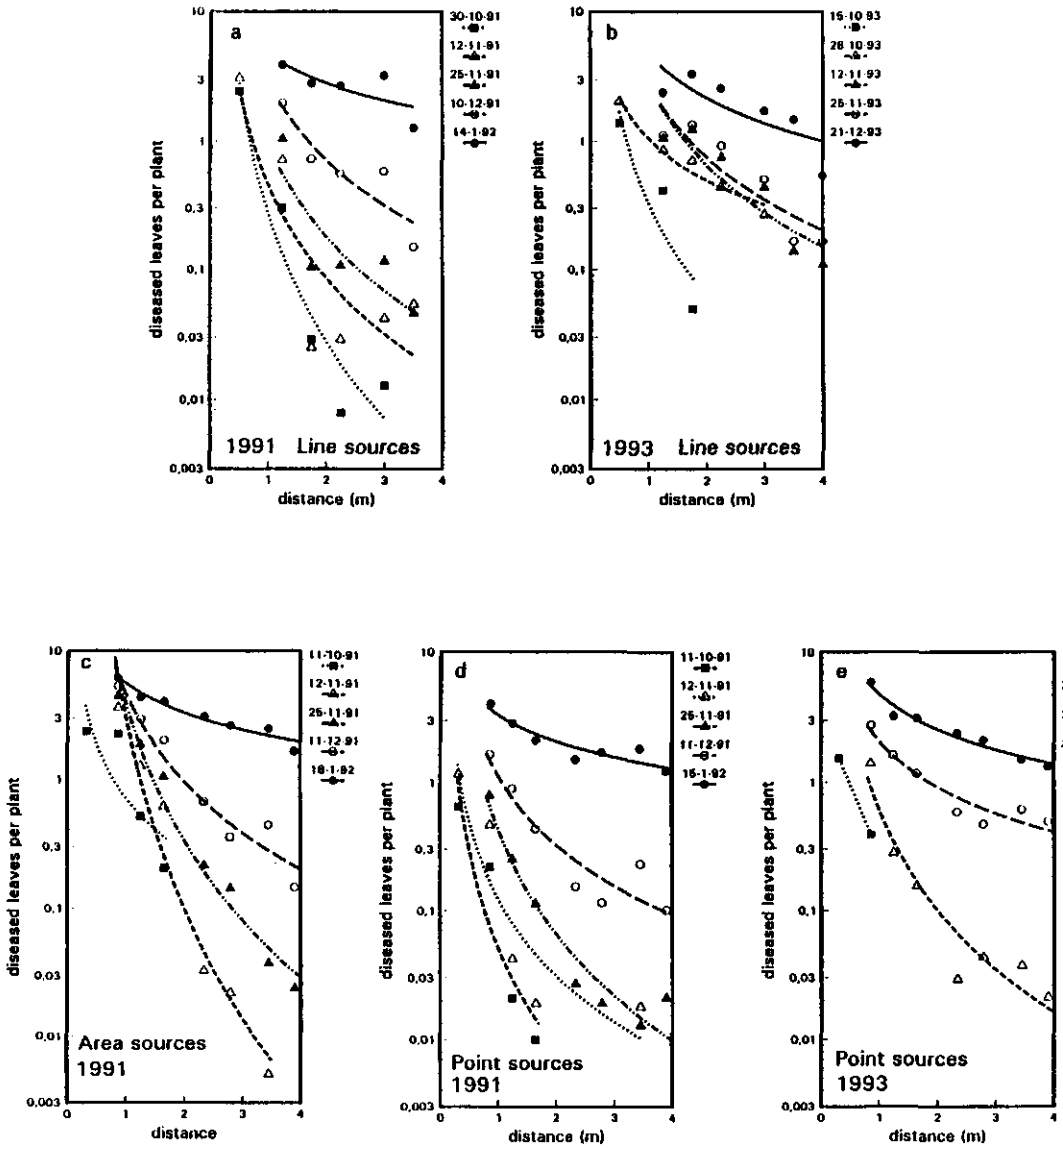 a
10
3
1
0,3
0,1
0,03
0,01
0,003
diseased leaves per plant
0 1 2 3 4
distance (m)
1991 Line sources
30-10-91
12-11-91
25-11-91
10-12-91
14-1-92
b
10
3
1
0,3
0,1
0,03
0,01
0,003
diseased leaves per plant
0 1 2 3 4
distance (m)
1993 Line sources
15-10-93
28-10-93
12-11-93
21-12-93
c
10
3
1
0,3
0,1
0,03
0,01
0,003
diseased leaves per plant
0 1 2 3 4
distance
Area sources
1991
11-10-91
12-11-91
25-11-91
11-12-91
18-1-92
d
10
3
1
0,3
0,1
0,03
0,01
0,003
diseased leaves per plant
0 1 2 3 4
distance (m)
Point sources
1991
11-10-91
12-11-91
25-11-91
11-12-91
15-1-92
e
10
3
1
0,3
0,1
0,03
0,01
0,003
diseased leaves per plant
0 1 2 3 4
distance (m)
Point sources
1993